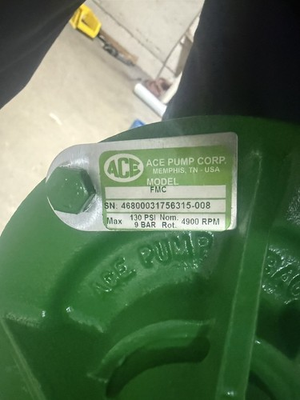 ACE
ACE PUMP CORP.
MEMPHIS, TN - USA
MODEL
FMC
SN: 46800031756315-008
Max 130 PSI Nom. 4900 RPM
9 BAR Rot.
ACE PUMP